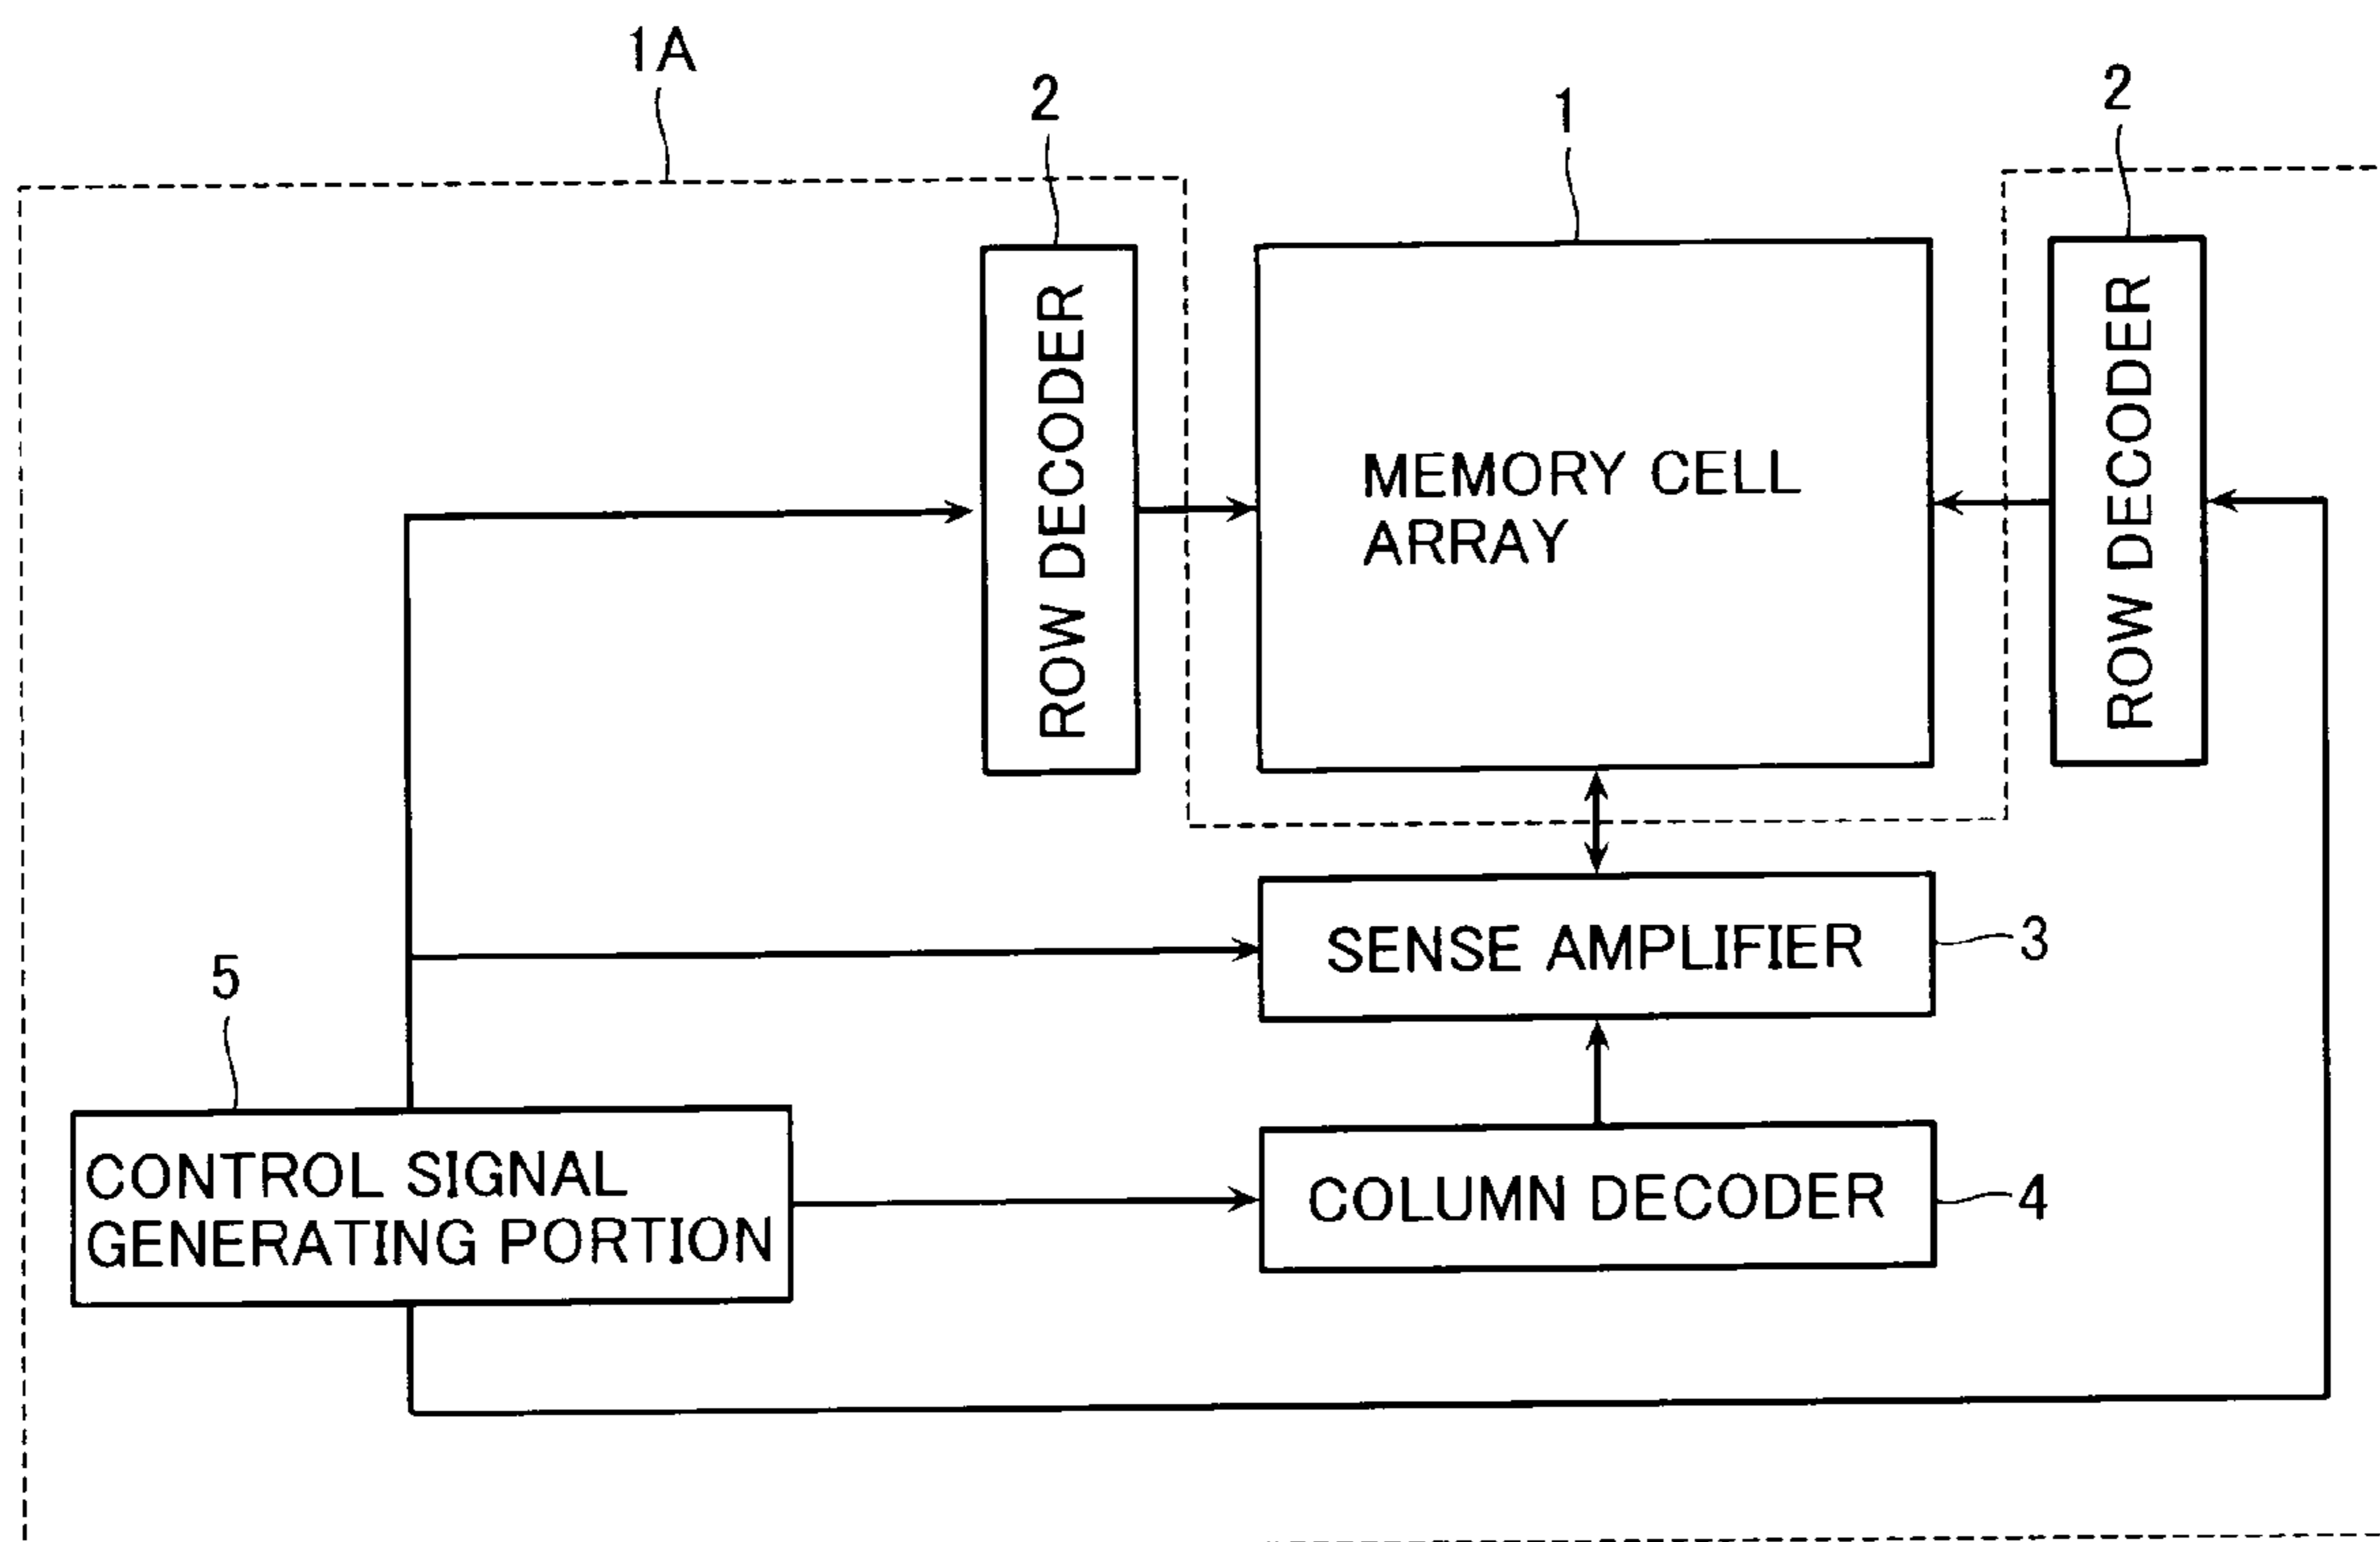 1A
2
1
2
ROW DECODER
MEMORY CELL
ARRAY
ROW DECODER
SENSE AMPLIFIER
3
5
CONTROL SIGNAL
GENERATING PORTION
COLUMN DECODER
4